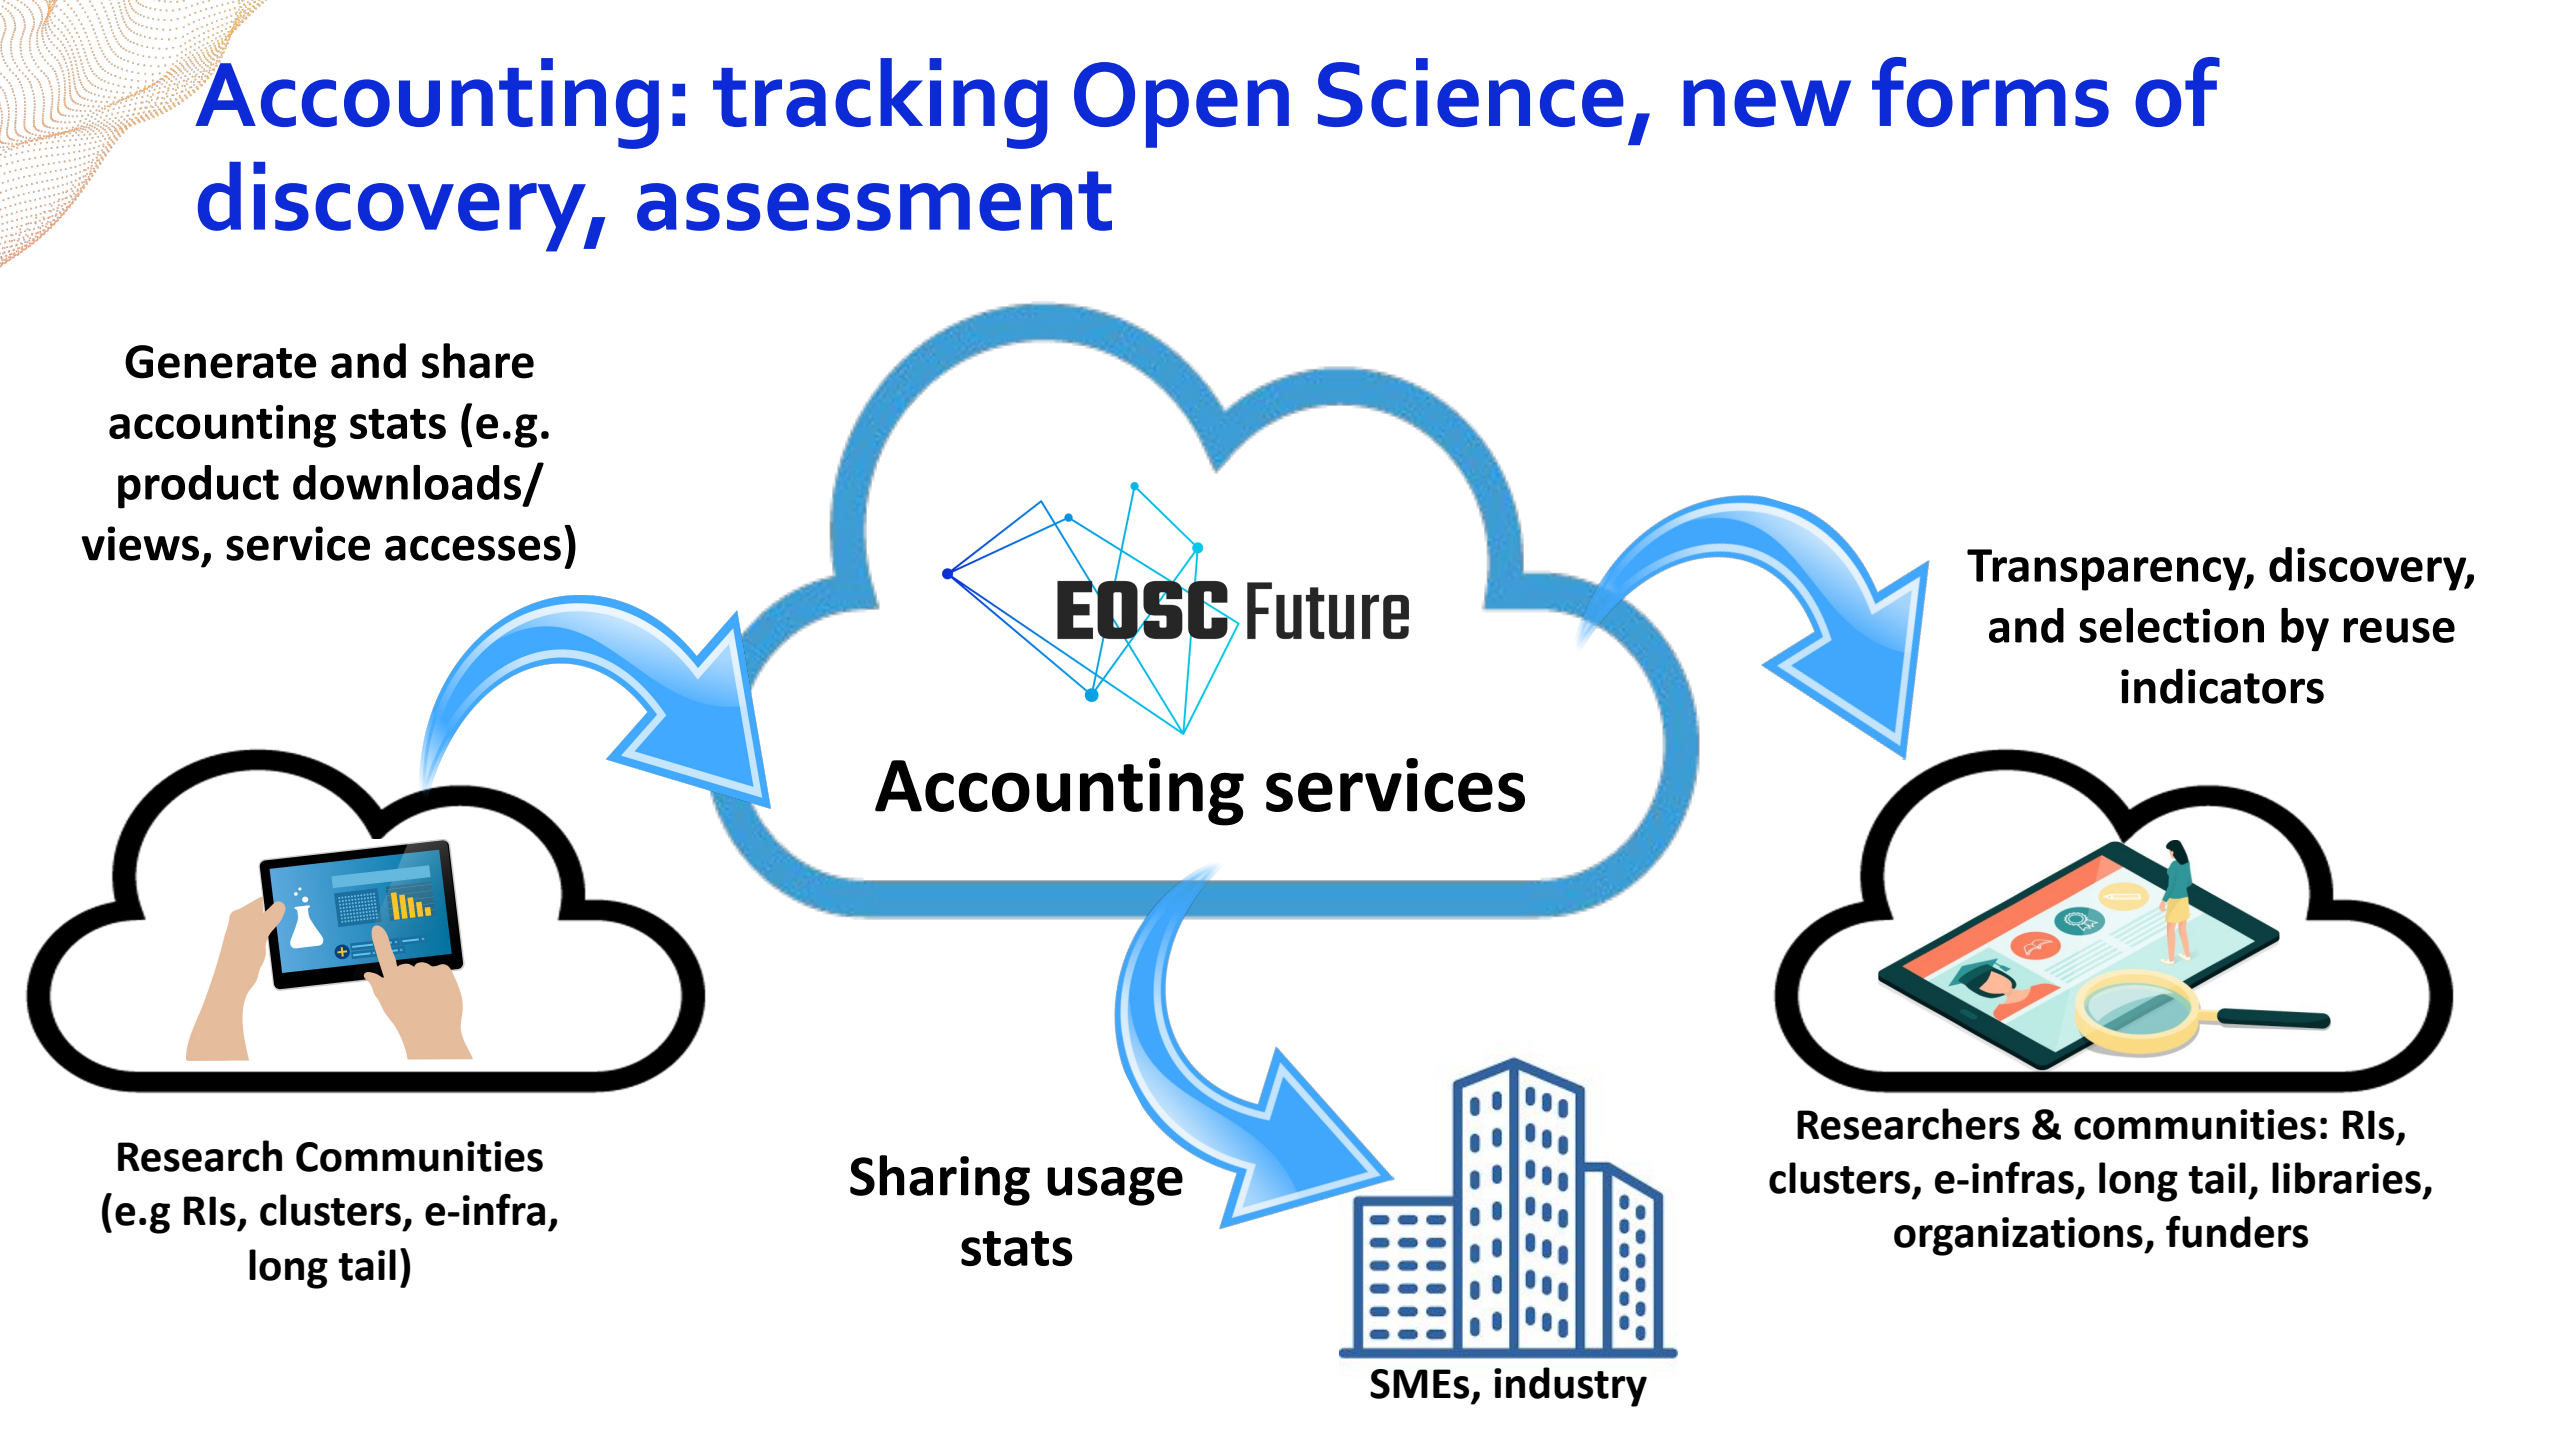 Accounting: tracking Open Science, new forms of
discovery, assessment
Generate and share
accounting stats (e.g.
product downloads/
views, service accesses)
EOSC Future
Accounting services
Transparency, discovery,
and selection by reuse
indicators
Research Communities
(e.g RIs, clusters, e-infra,
long tail)
Sharing usage
stats
SMEs, industry
Researchers & communities: RIs,
clusters, e-infras, long tail, libraries,
organizations, funders